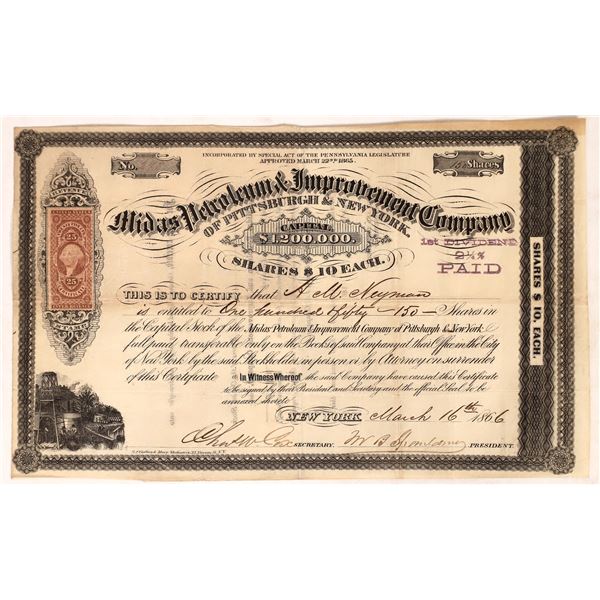 INCORPORATED BY SPECIAL ACT OF THE PENNSYLVANIA LEGISLATURE
APPROVED MARCH 22ND 1865.
No.
Shares
Midas Petroleum & Improvement Company
OF PITTSBURGH & NEW YORK.
CAPITAL
$1,200,000.
SHARES $10 EACH.
1st DIVIDEND
2½%
PAID
REVENUE
25
25
STAMP
SHARES $10. EACH.
THIS IS TO CERTIFY that A M. Neyman
is entitled to One hundred & fifty — 150 — Shares in
the Capital Stock of the Midas Petroleum & Improvement Company of Pittsburgh & New York
full paid, transferable only on the Books of said Company at their Office in the City
of New York by the said Stockholder in person or by Attorney on surrender
of this Certificate In Witness Whereof the said Company have caused this Certificate
to be signed by their President and Secretary and the official Seal to be
annexed thereto
NEW YORK March 16th 1866
SECRETARY.
PRESIDENT.